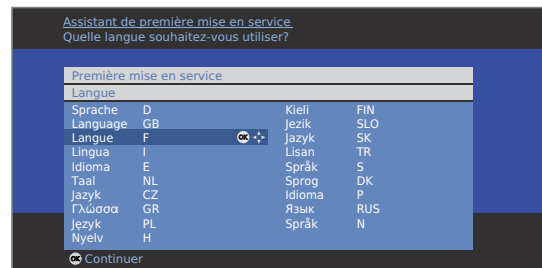 Assistant de première mise en service
Quelle langue souhaitez-vous utiliser?
Première mise en service
Langue
Sprache D Kieli FIN
Language GB Jezik SLO
Langue F OK Jazyk SK
Lingua I Lisan TR
Idioma E Språk S
Taal NL Sprog DK
Jazyk CZ Idioma P
Γλώσσα GR Язык RUS
Język PL Språk N
Nyelv H
OK Continuer